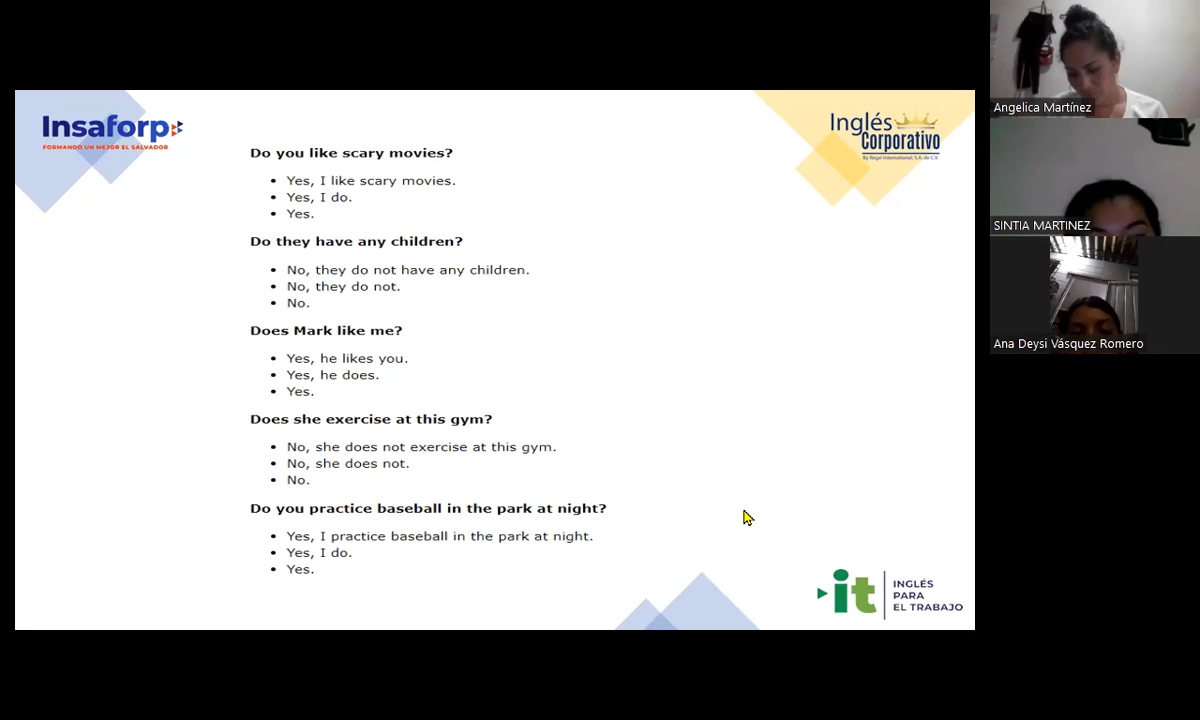 Insaforp
FORMANDO UN MEJOR EL SALVADOR
Inglés
Corporativo
By Regal International, S.A. de C.V.
Do you like scary movies?
• Yes, I like scary movies.
• Yes, I do.
• Yes.
Do they have any children?
• No, they do not have any children.
• No, they do not.
• No.
Does Mark like me?
• Yes, he likes you.
• Yes, he does.
• Yes.
Does she exercise at this gym?
• No, she does not exercise at this gym.
• No, she does not.
• No.
Do you practice baseball in the park at night?
• Yes, I practice baseball in the park at night.
• Yes, I do.
• Yes.
it
INGLÉS
PARA
EL TRABAJO
Angelica Martínez
SINTIA MARTINEZ
Ana Deysi Vásquez Romero